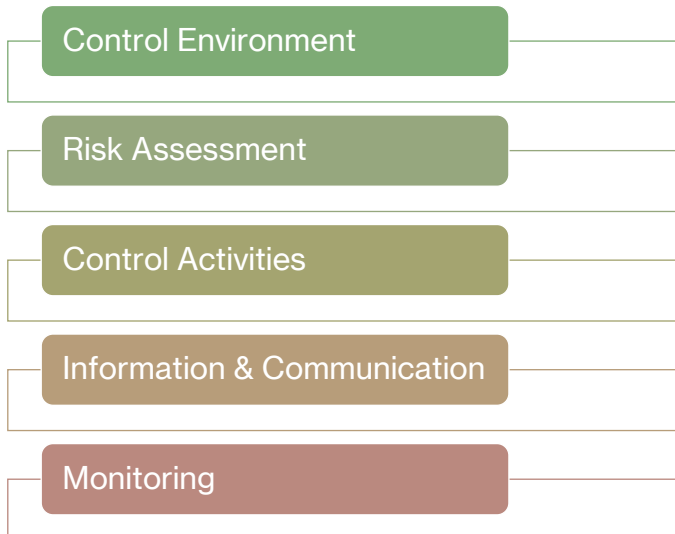 Control Environment
Risk Assessment
Control Activities
Information & Communication
Monitoring